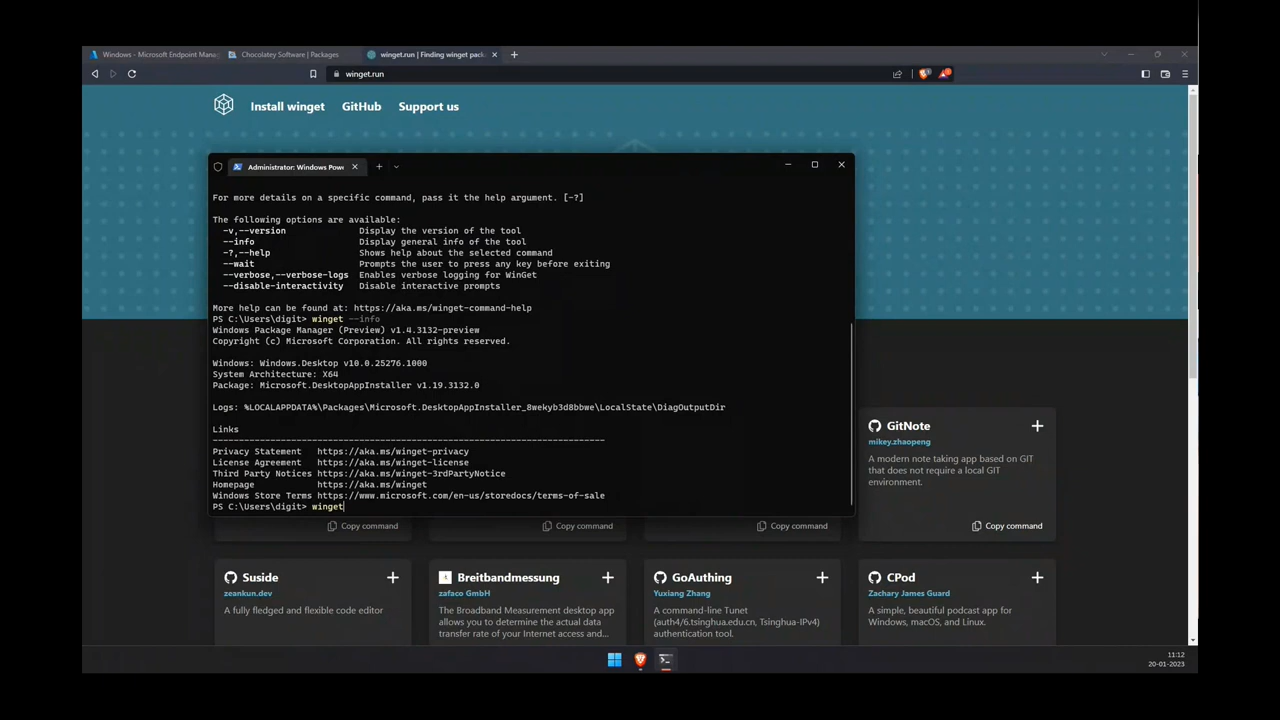 Windows - Microsoft Endpoint Mana
Chocolatey Software | Packages
winget.run | Finding winget pack
winget.run
Install winget
GitHub
Support us
Administrator: Windows Pow
For more details on a specific command, pass it the help argument. [-?]
The following options are available:
-v,--version Display the version of the tool
--info Display general info of the tool
-?,--help Shows help about the selected command
--wait Prompts the user to press any key before exiting
--verbose,--verbose-logs Enables verbose logging for WinGet
--disable-interactivity Disable interactive prompts
More help can be found at: https://aka.ms/winget-command-help
PS C:\Users\digit> winget --info
Windows Package Manager (Preview) v1.4.3132-preview
Copyright (c) Microsoft Corporation. All rights reserved.
Windows: Windows.Desktop v10.0.25276.1000
System Architecture: X64
Package: Microsoft.DesktopAppInstaller v1.19.3132.0
Logs: %LOCALAPPDATA%\Packages\Microsoft.DesktopAppInstaller_8wekyb3d8bbwe\LocalState\DiagOutputDir
Links
---------------------------------------------------------------------------
Privacy Statement https://aka.ms/winget-privacy
License Agreement https://aka.ms/winget-license
Third Party Notices https://aka.ms/winget-3rdPartyNotice
Homepage https://aka.ms/winget
Windows Store Terms https://www.microsoft.com/en-us/storedocs/terms-of-sale
PS C:\Users\digit> winget
GitNote
mikey.zhaopeng
A modern note taking app based on
GIT that does not require a local GIT
environment.
Copy command
Copy command
Copy command
Copy command
Suside
zeankun.dev
A fully fledged and flexible code editor
Breitbandmessung
zafaco GmbH
The Broadband Measurement desktop app
allows you to determine the actual data
transfer rate of your Internet access and...
GoAuthing
Yuxiang Zhang
A command-line Tunet
(auth4/6.tsinghua.edu.cn, Tsinghua-IPv4)
authentication tool.
CPod
Zachary James Guard
A simple, beautiful podcast app for
Windows, macOS, and Linux.
11:12
20-01-2023